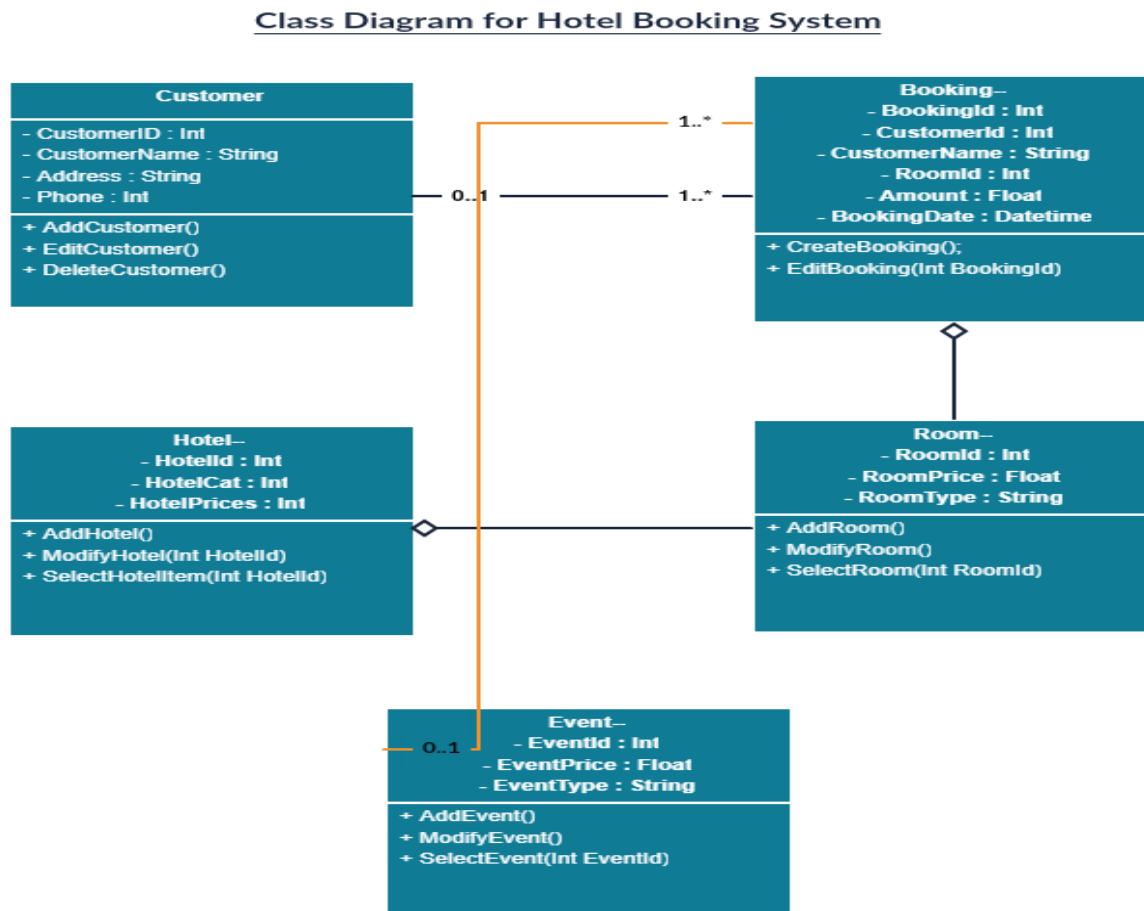 Class Diagram for Hotel Booking System
Customer
- CustomerID : Int
- CustomerName : String
- Address : String
- Phone : Int
+ AddCustomer()
+ EditCustomer()
+ DeleteCustomer()
1..*
0..1
1..*
Booking--
- BookingId : Int
- CustomerId : Int
- CustomerName : String
- RoomId : Int
- Amount : Float
- BookingDate : Datetime
+ CreateBooking();
+ EditBooking(Int BookingId)
Hotel--
- HotelId : Int
- HotelCat : Int
- HotelPrices : Int
+ AddHotel()
+ ModifyHotel(Int HotelId)
+ SelectHotelItem(Int HotelId)
Room--
- RoomId : Int
- RoomPrice : Float
- RoomType : String
+ AddRoom()
+ ModifyRoom()
+ SelectRoom(Int RoomId)
0..1
Event--
- EventId : Int
- EventPrice : Float
- EventType : String
+ AddEvent()
+ ModifyEvent()
+ SelectEvent(Int EventId)